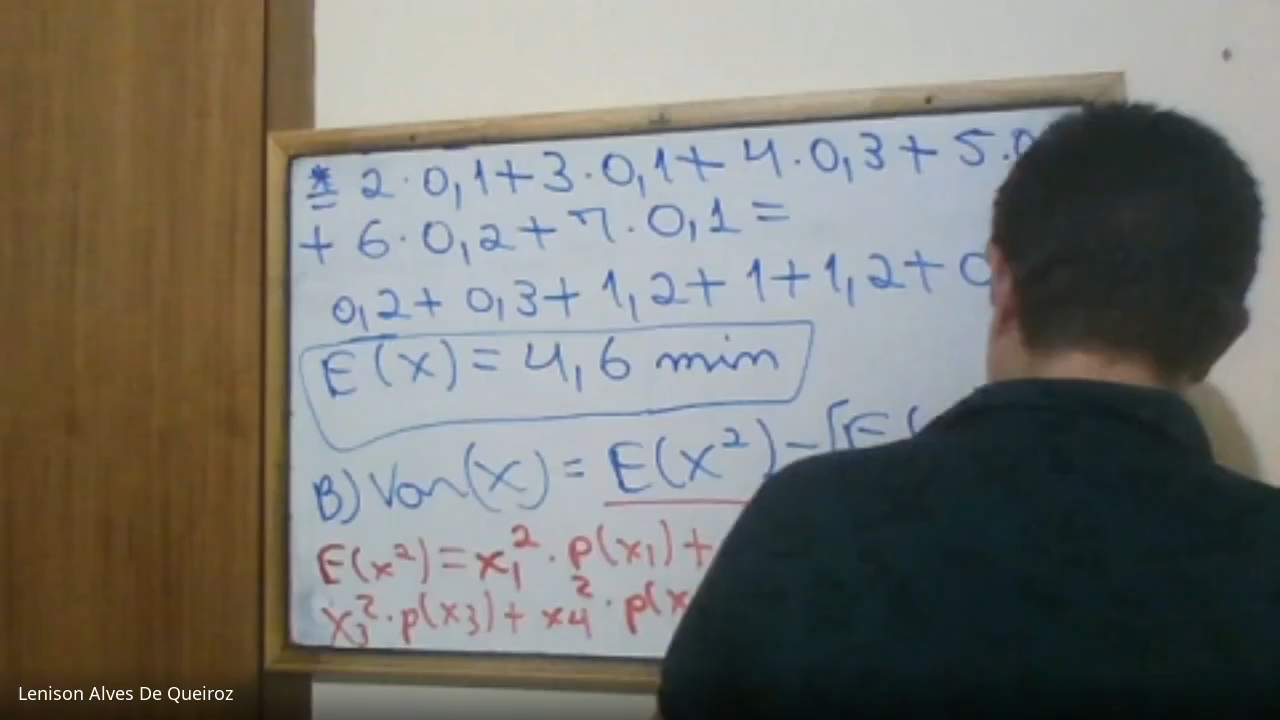 * 2·0,1+3·0,1+4·0,3+5·0
+ 6·0,2+7·0,1=
0,2+0,3+1,2+1+1,2+0
E(x)=4,6 min
B) Var(x)=E(x²)-[E(
E(x²)=x₁²·p(x₁)+
x₃²·p(x₃)+x4²·p(x
Lenison Alves De Queiroz